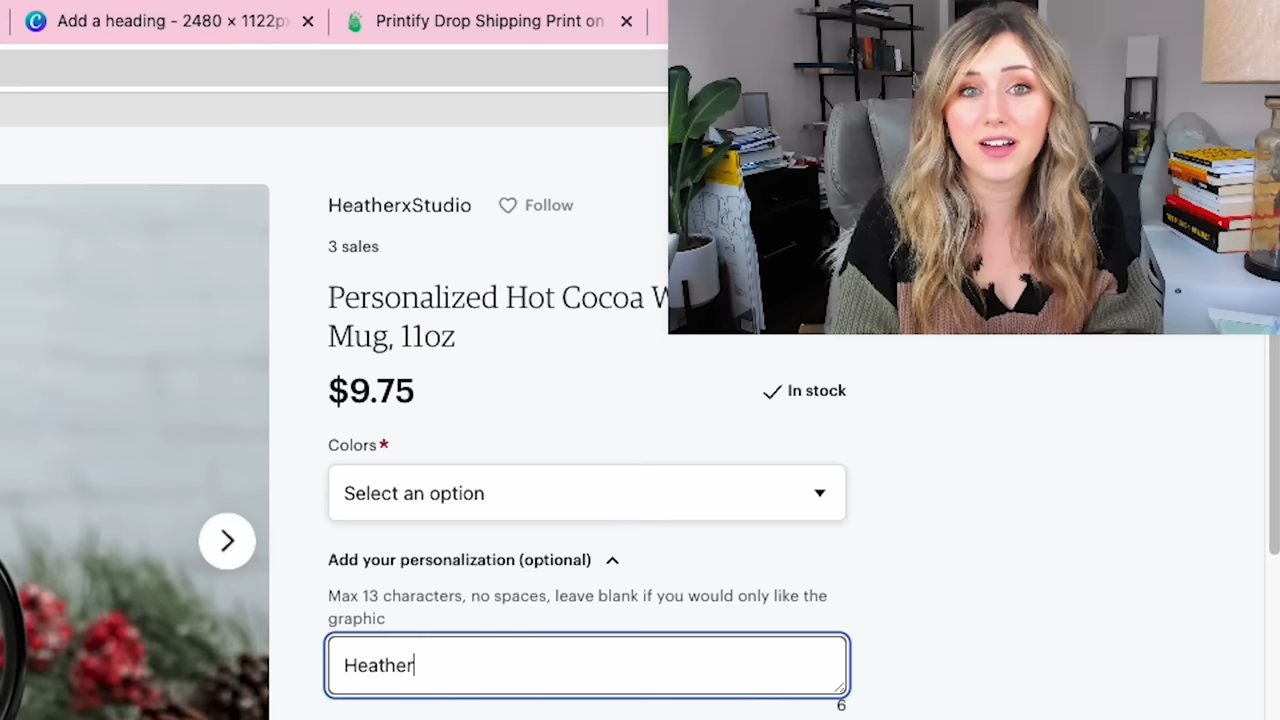 Add a heading - 2480 × 1122p
Printify Drop Shipping Print on
HeatherxStudio
Follow
3 sales
Personalized Hot Cocoa
Mug, 11oz
$9.75
In stock
Colors*
Select an option
Add your personalization (optional)
Max 13 characters, no spaces, leave blank if you would only like the
graphic
Heather
6